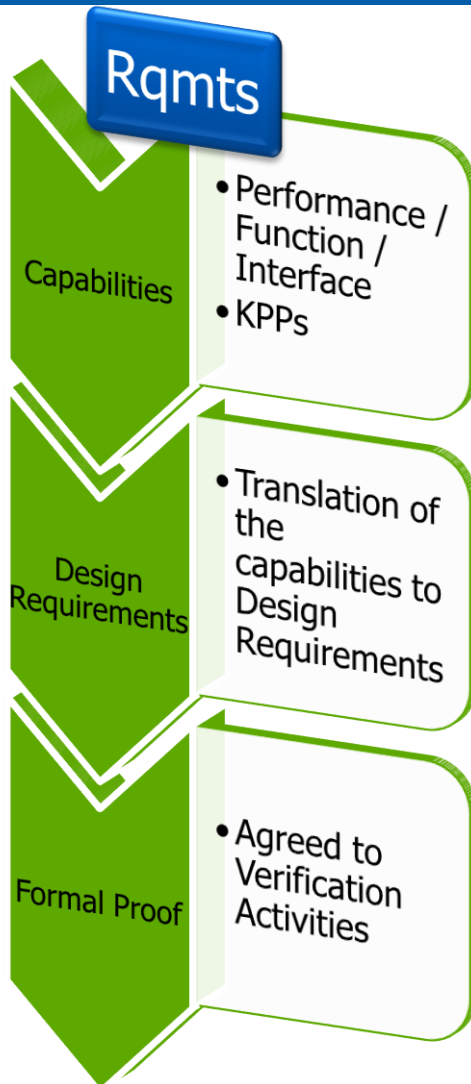 Rqmts
Capabilities
• Performance /
Function /
Interface
• KPPs
Design
Requirements
• Translation of
the
capabilities to
Design
Requirements
Formal Proof
• Agreed to
Verification
Activities